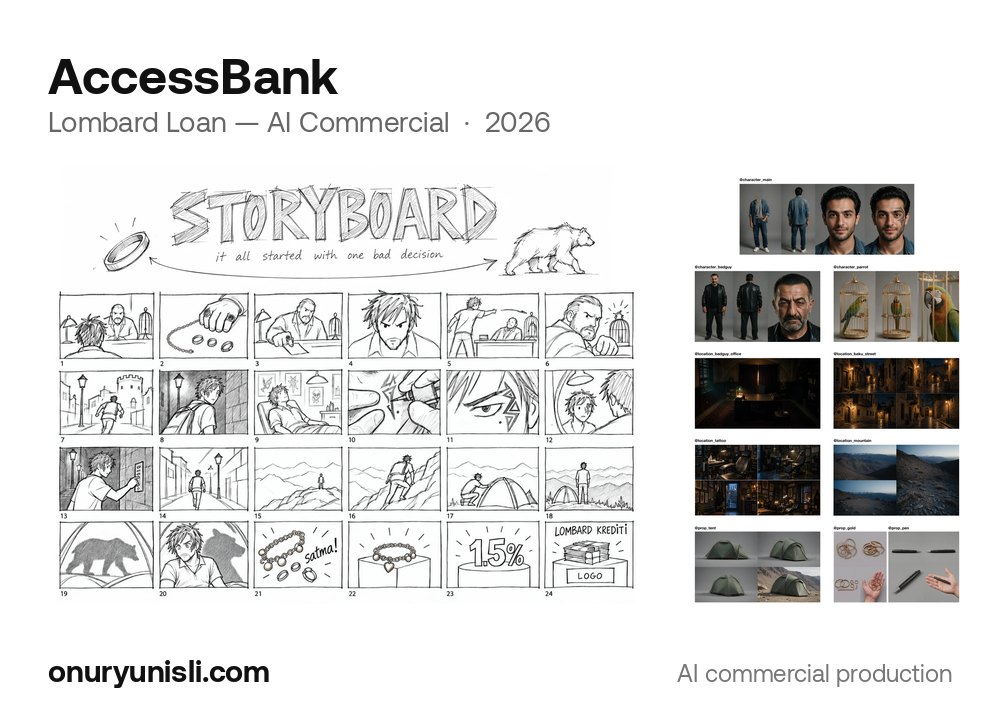 AccessBank
Lombard Loan — AI Commercial · 2026
STORYBOARD
it all started with one bad decision
1 2 3 4 5 6
7 8 9 10 11 12
13 14 15 16 17 18
satma!
1.5%
LOMBARD KREDİTİ
LOGO
19 20 21 22 23 24
@character_main
@character_badguy @character_parrot
@location_badguy_office @location_baku_street
@location_tattoo @location_mountain
@prop_tent @prop_gold @prop_pen
onuryunisli.com
AI commercial production